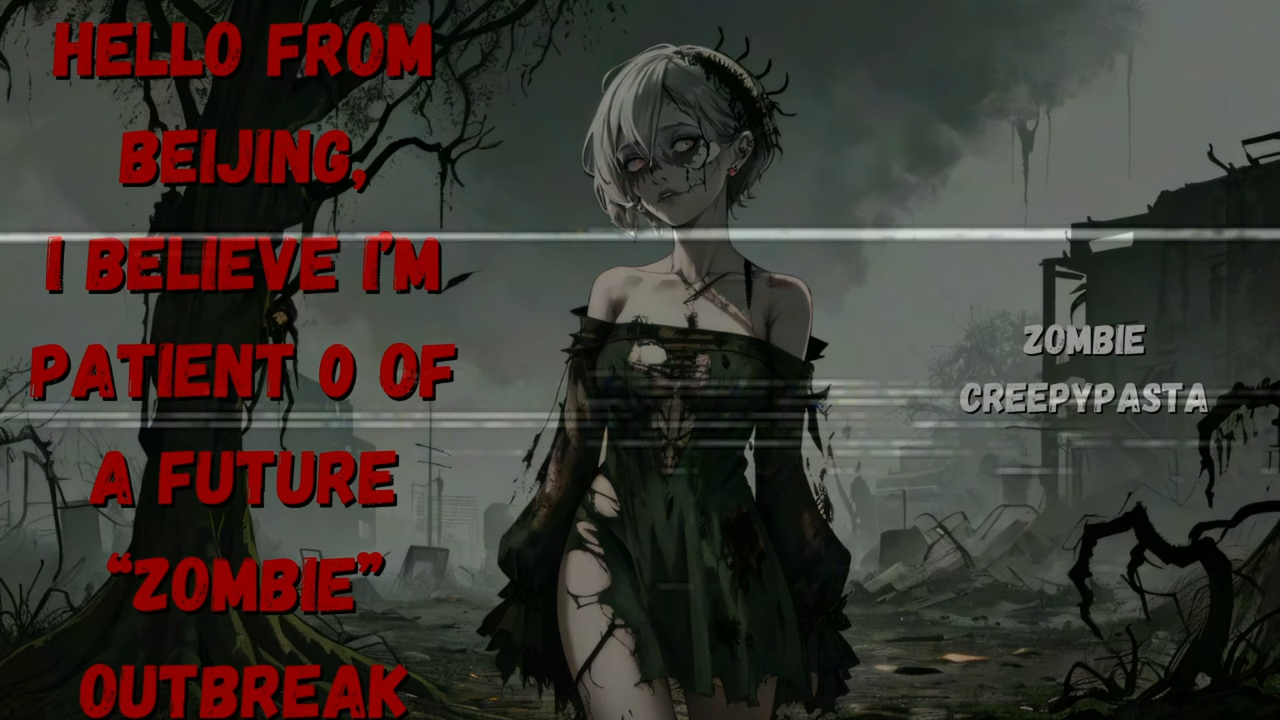 HELLO FROM
BEIJING,
I BELIEVE I'M
PATIENT 0 OF
A FUTURE
“ZOMBIE”
OUTBREAK
ZOMBIE
CREEPYPASTA